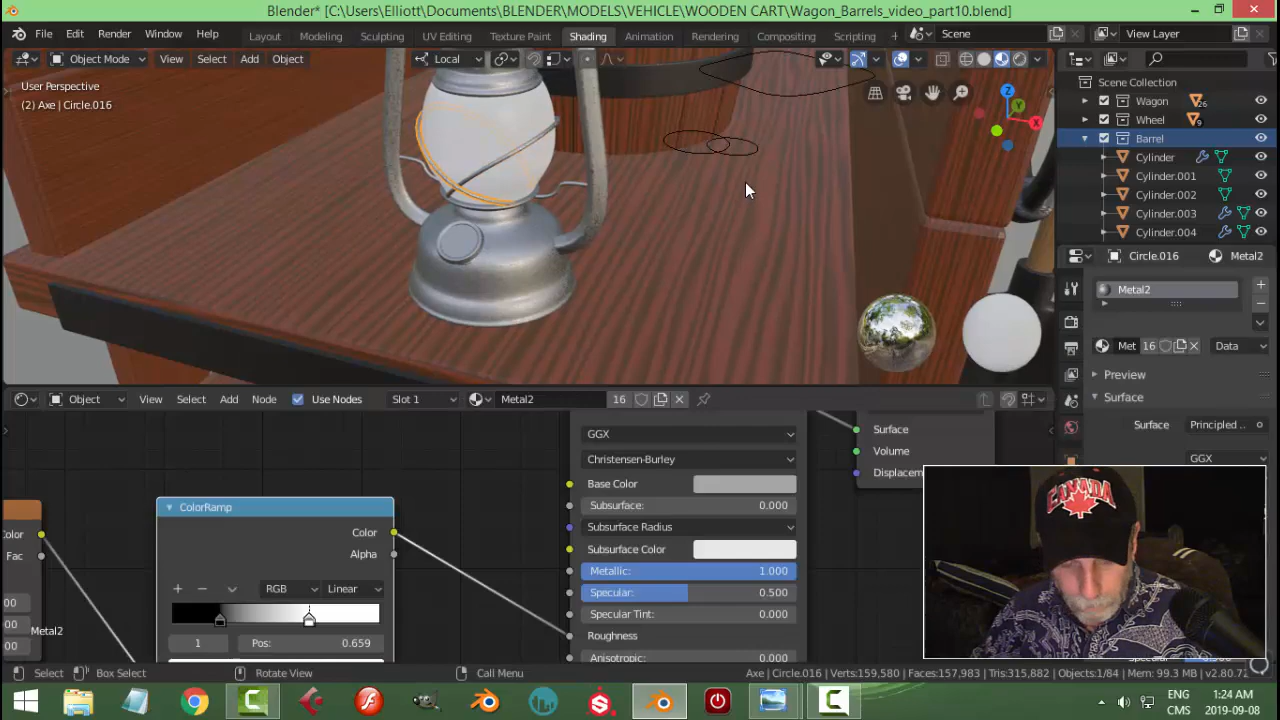 Blender* [C:\Users\Elliott\Documents\BLENDER\MODELS\VEHICLE\WOODEN CART\Wagon_Barrels_video_part10.blend]
File Edit Render Window Help Layout Modeling Sculpting UV Editing Texture Paint Shading Animation Rendering Compositing Scripting + Scene View Layer
Object Mode View Select Add Object Local
User Perspective
(2) Axe | Circle.016
Z
Y
X
Scene Collection
Wagon 26
Wheel 9
Barrel
Cylinder
Cylinder.001
Cylinder.002
Cylinder.003
Cylinder.004
Circle.016 Metal2
Metal2
Met 16 Data
Preview
Surface
Surface Principled ..
GGX
Object View Select Add Node Use Nodes Slot 1 Metal2 16
Color
Fac
00
00
00
Metal2
ColorRamp
Color
Alpha
RGB Linear
1 Pos: 0.659
GGX
Christensen-Burley
Base Color
Subsurface: 0.000
Subsurface Radius
Subsurface Color
Metallic: 1.000
Specular: 0.500
Specular Tint: 0.000
Roughness
Anisotropic: 0.000
Surface
Volume
Displacem
CANADA
Select Box Select Rotate View Call Menu Axe | Circle.016 | Verts:159,580 | Faces:157,983 | Tris:315,882 | Objects:1/84 | Mem: 99.3 MB | v2.80.7
ENG
CMS
1:24 AM
2019-09-08